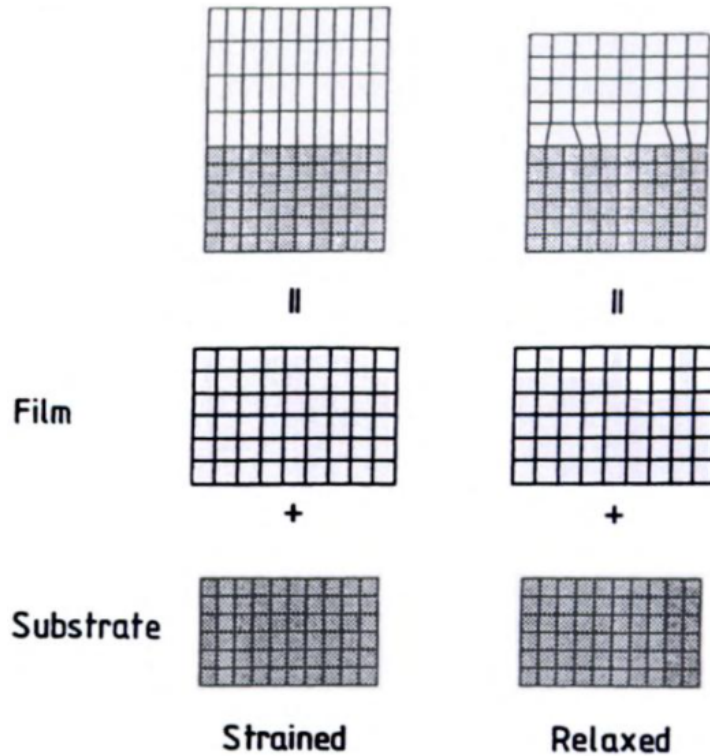 =
=
Film
+
+
Substrate
Strained
Relaxed